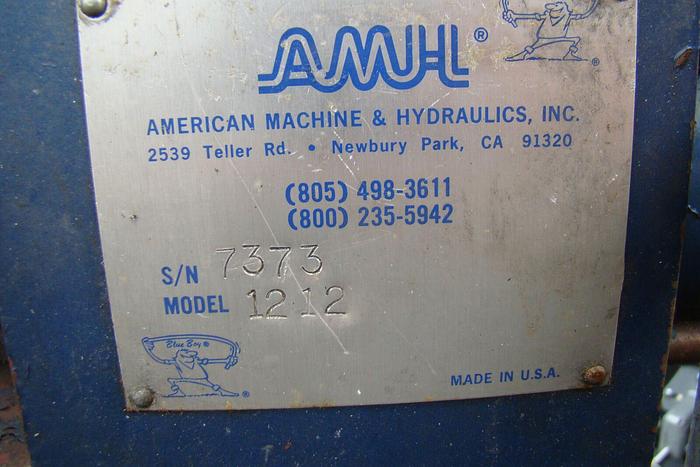 AMH ®
®
AMERICAN MACHINE & HYDRAULICS, INC.
2539 Teller Rd. • Newbury Park, CA 91320
(805) 498-3611
(800) 235-5942
S/N 7373
MODEL 1212
Blue Boy ®
®
MADE IN U.S.A.